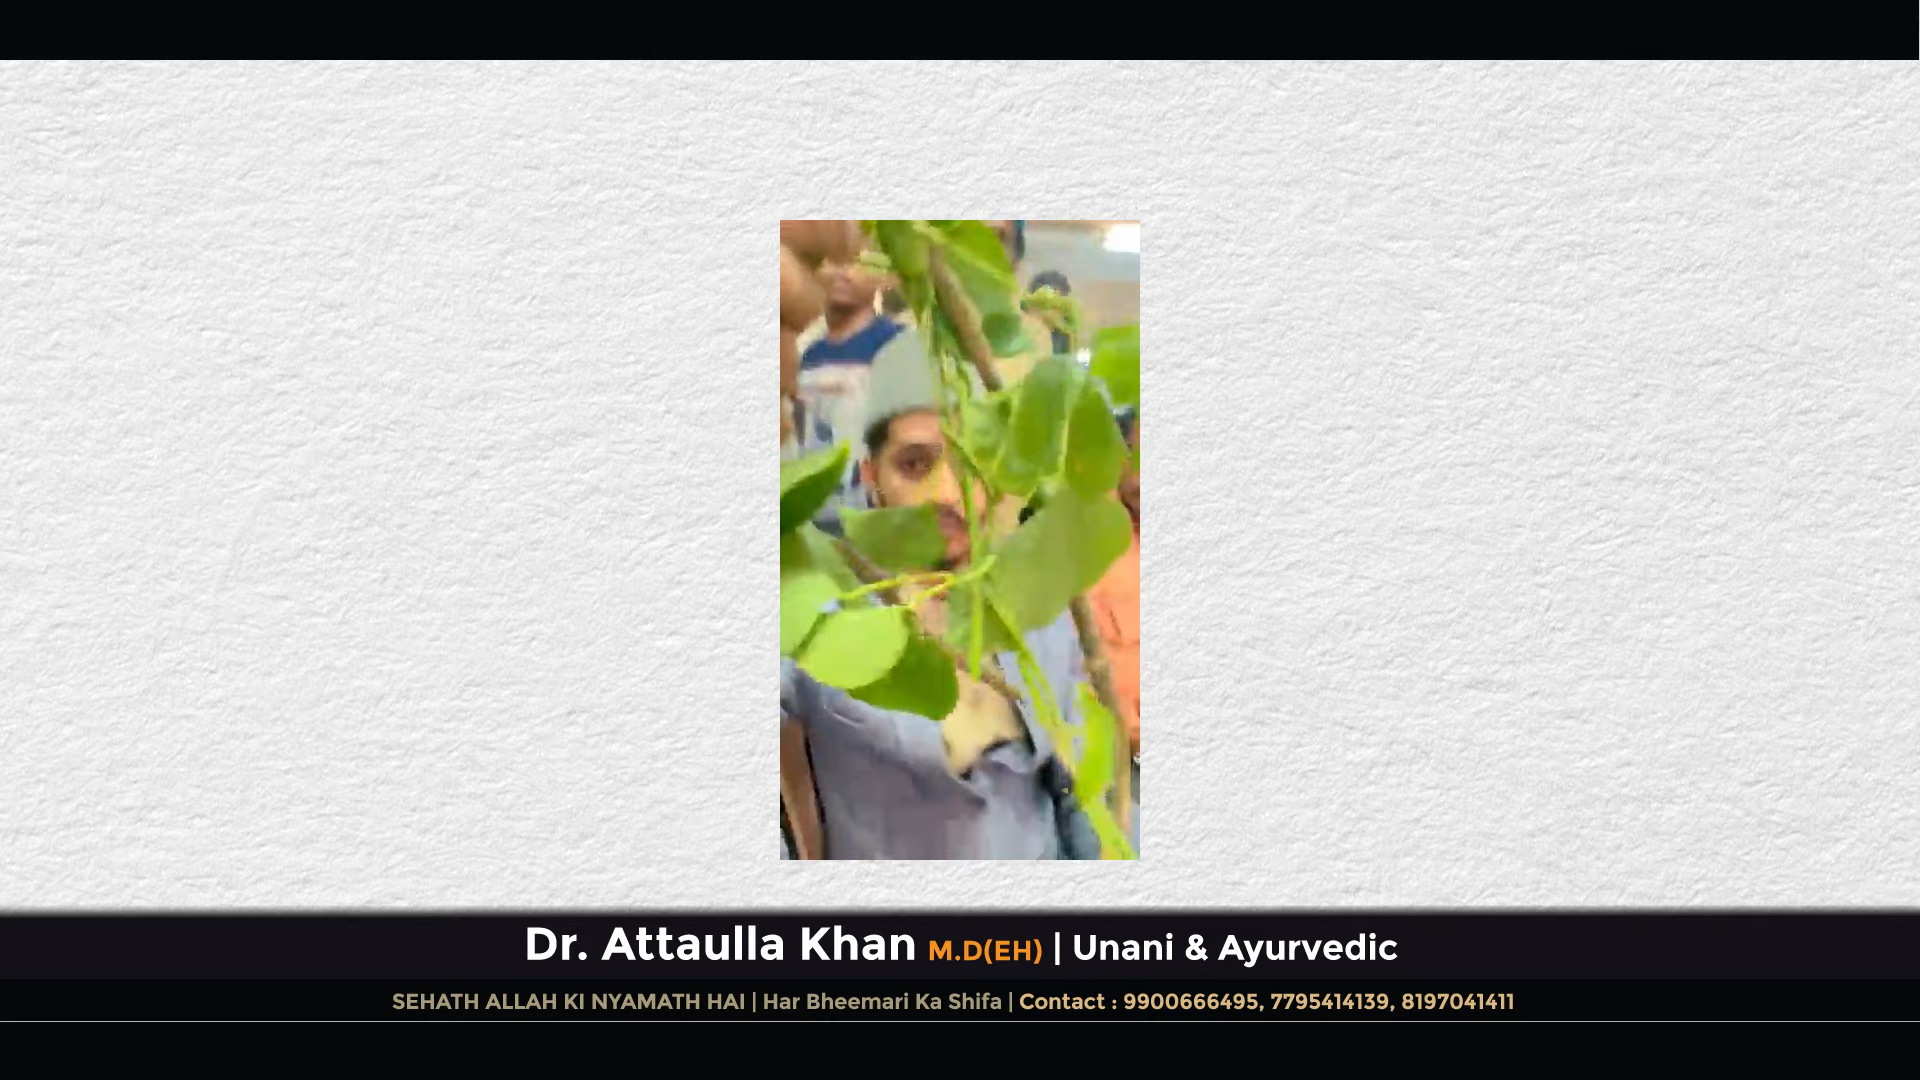 Dr. Attaulla Khan M.D(EH) | Unani & Ayurvedic
SEHATH ALLAH KI NYAMATH HAI | Har Bheemari Ka Shifa | Contact : 9900666495, 7795414139, 8197041411